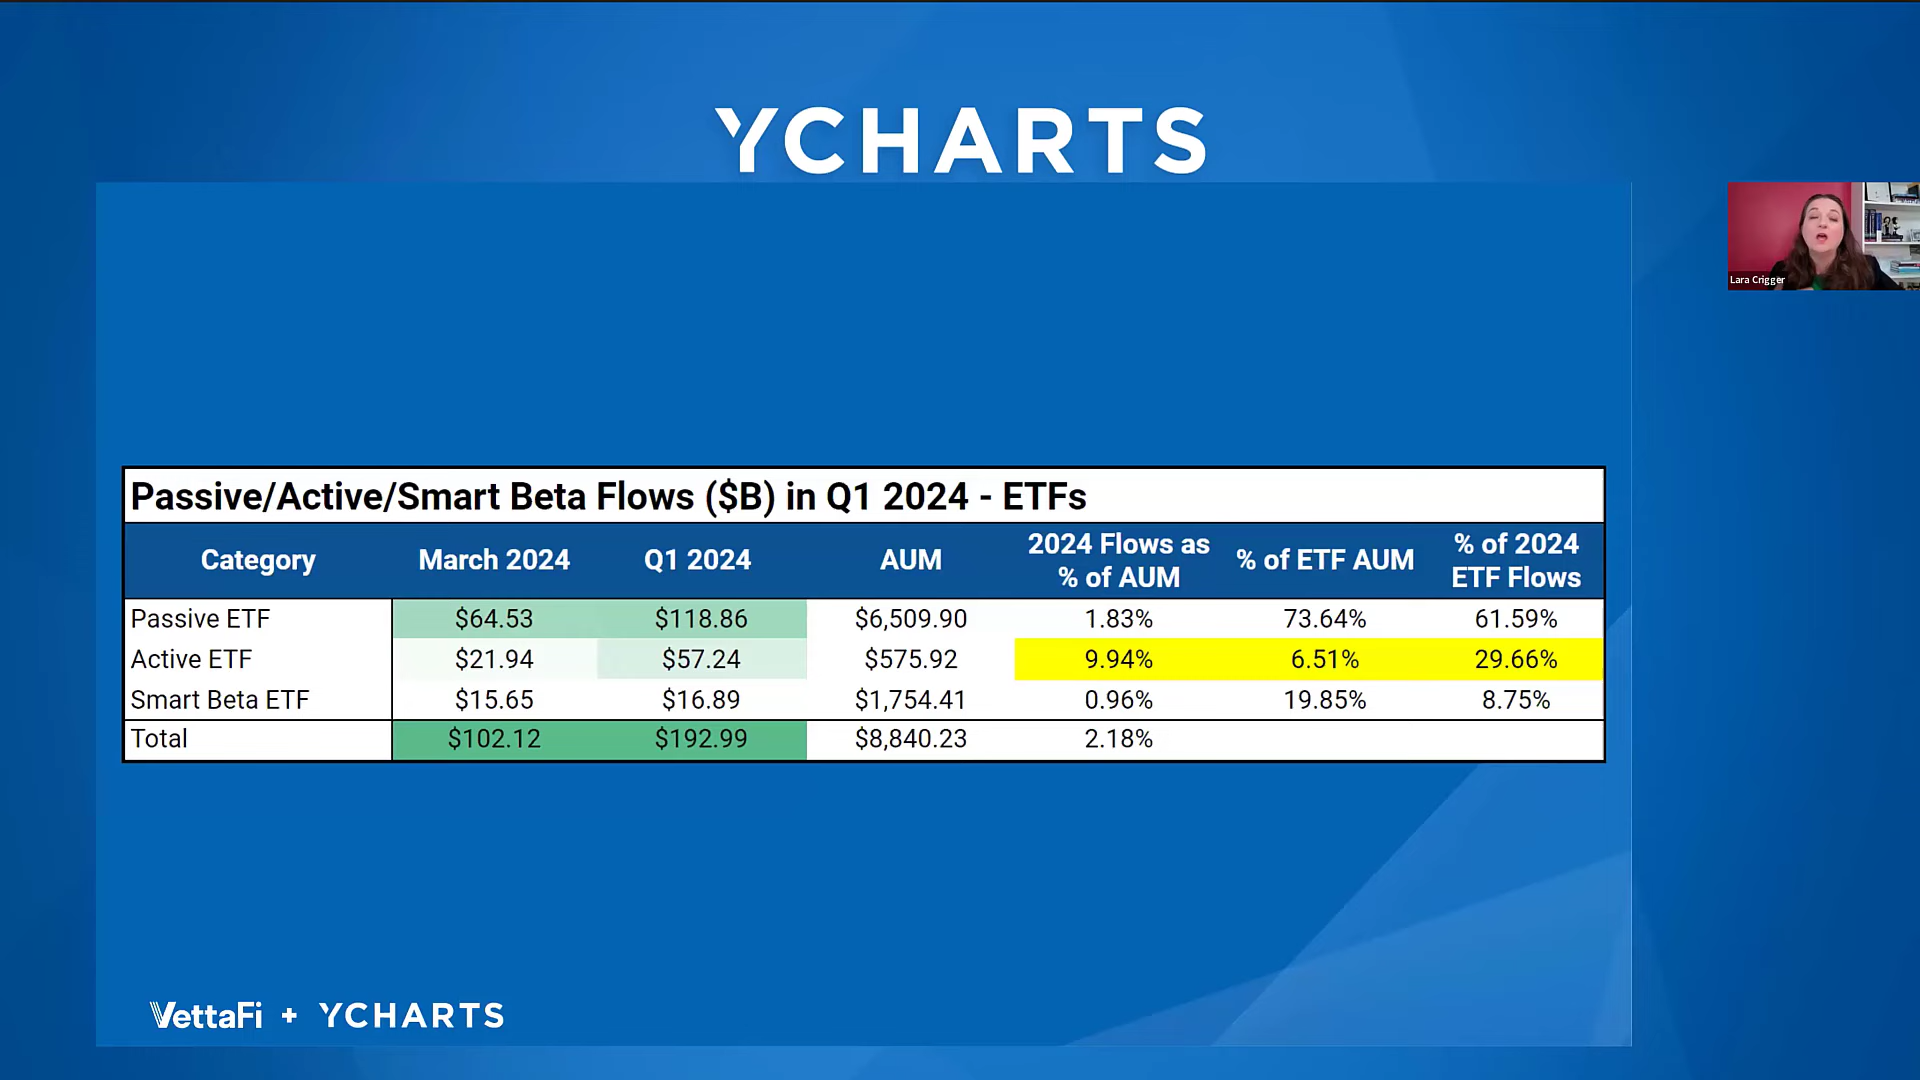 YCHARTS
Lara Crigger
Passive/Active/Smart Beta Flows ($B) in Q1 2024 - ETFs
Category March 2024 Q1 2024 AUM 2024 Flows as % of AUM % of ETF AUM % of 2024 ETF Flows
Passive ETF $64.53 $118.86 $6,509.90 1.83% 73.64% 61.59%
Active ETF $21.94 $57.24 $575.92 9.94% 6.51% 29.66%
Smart Beta ETF $15.65 $16.89 $1,754.41 0.96% 19.85% 8.75%
Total $102.12 $192.99 $8,840.23 2.18%
VettaFi + YCHARTS